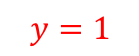 y = 1